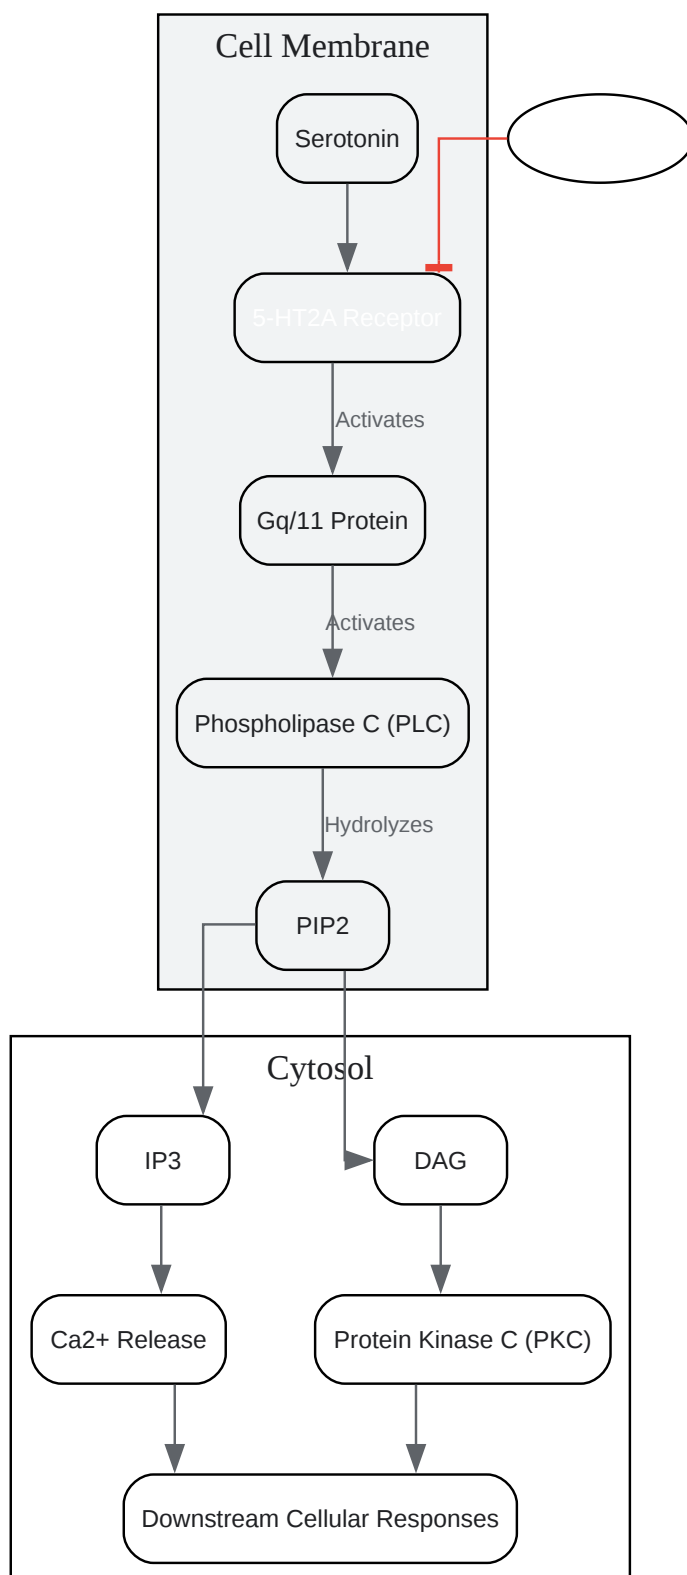 Cell Membrane
Serotonin
5-HT2A Receptor
Activates
Gq/11 Protein
Activates
Phospholipase C (PLC)
Hydrolyzes
PIP2
Cytosol
IP3
DAG
Ca2+ Release
Protein Kinase C (PKC)
Downstream Cellular Responses